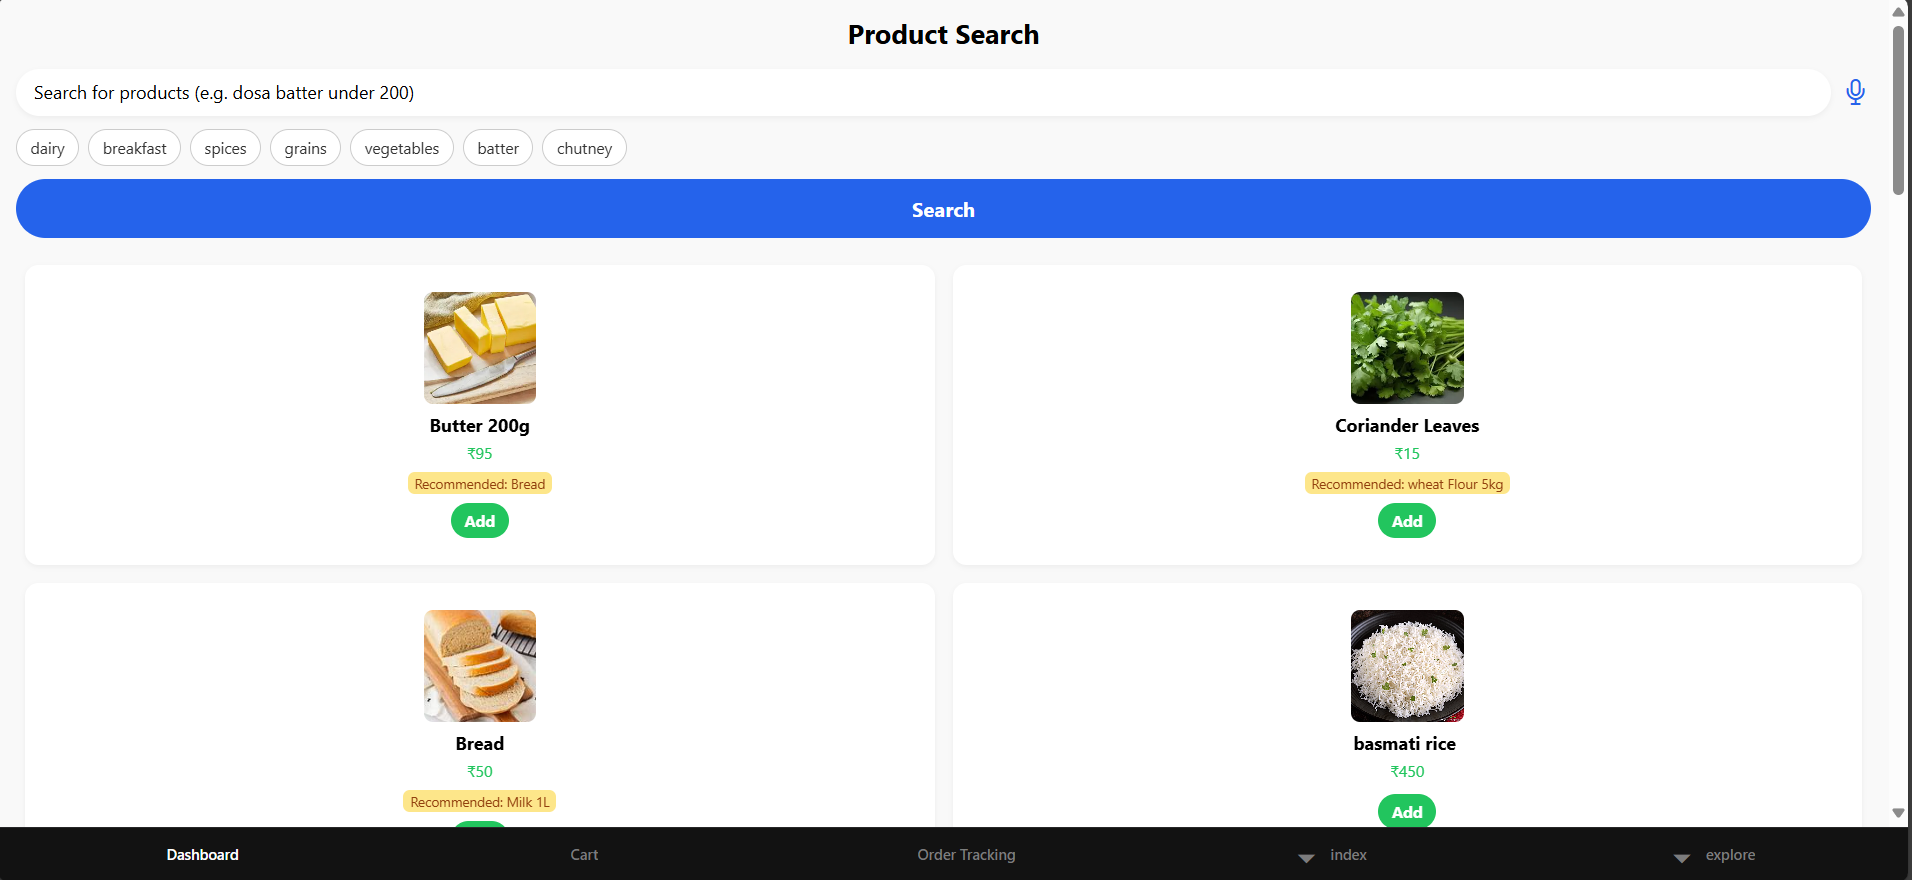 Product Search
Search for products (e.g. dosa batter under 200)
dairy
breakfast
spices
grains
vegetables
batter
chutney
Search
Butter 200g
₹95
Recommended: Bread
Add
Coriander Leaves
₹15
Recommended: wheat Flour 5kg
Add
Bread
₹50
Recommended: Milk 1L
basmati rice
₹450
Add
Dashboard
Cart
Order Tracking
index
explore